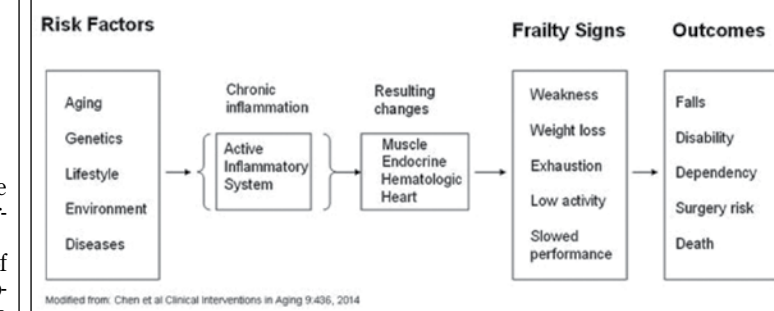 Risk Factors
Aging
Genetics
Lifestyle
Environment
Diseases
Chronic
inflammation
Active
Inflammatory
System
Resulting
changes
Muscle
Endocrine
Hematologic
Heart
Frailty Signs
Weakness
Weight loss
Exhaustion
Low activity
Slowed
performance
Outcomes
Falls
Disability
Dependency
Surgery risk
Death
Modified from: Chen et al Clinical Interventions in Aging 9:436, 2014